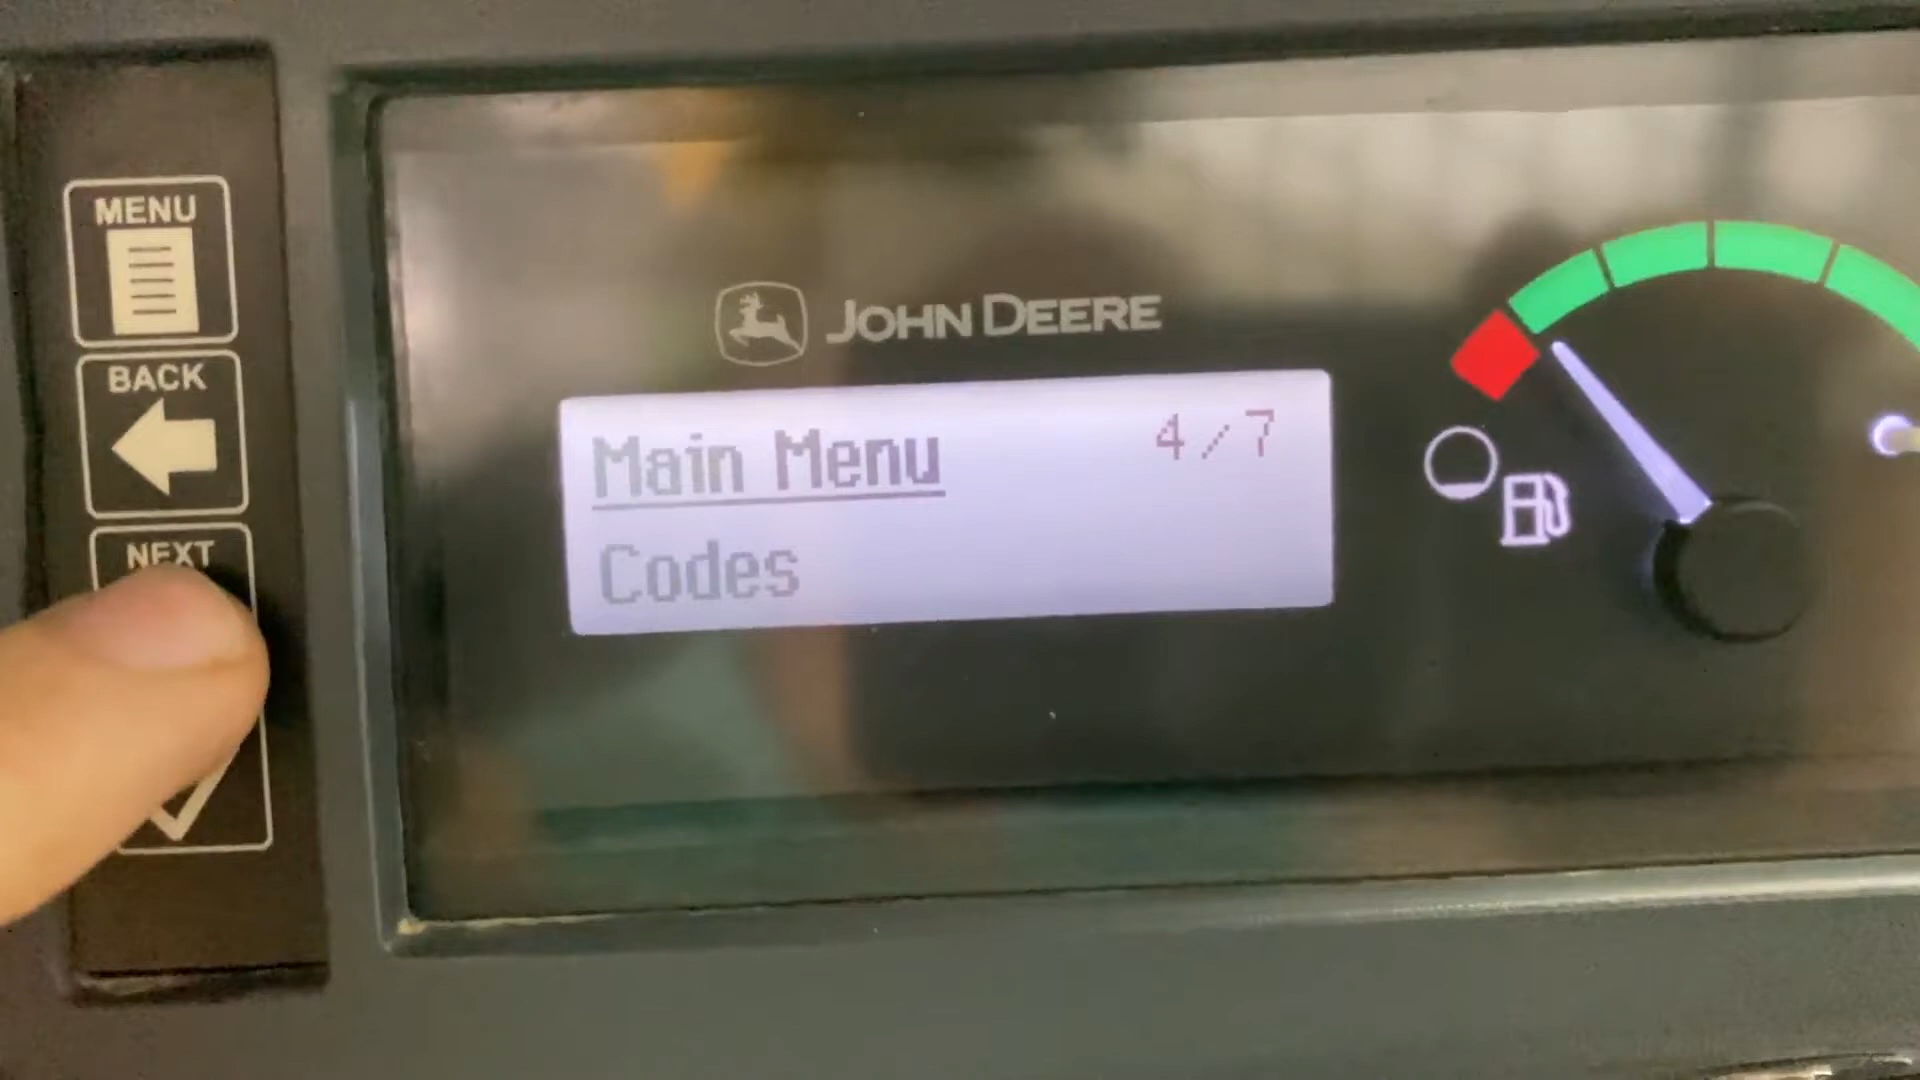 MENU
BACK
NEXT
JOHN DEERE
Main Menu 4/7
Codes